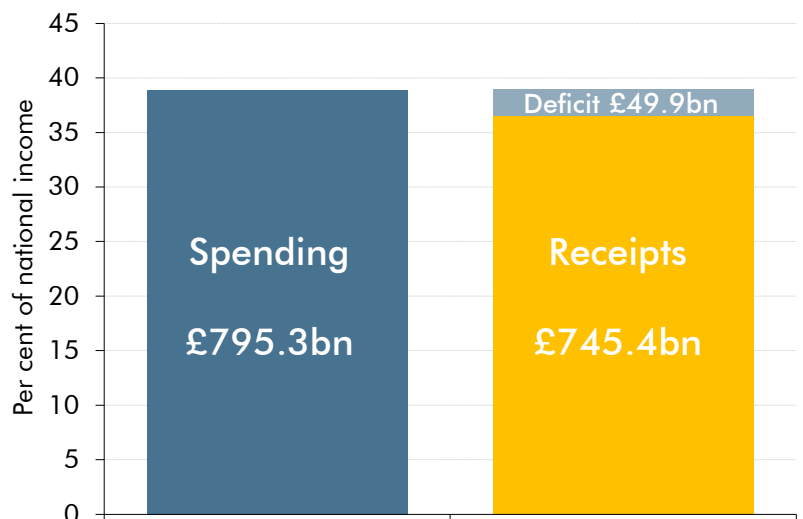 Per cent of national income
45
40
35
30
25
20
15
10
5
0
Spending
£795.3bn
Deficit £49.9bn
Receipts
£745.4bn